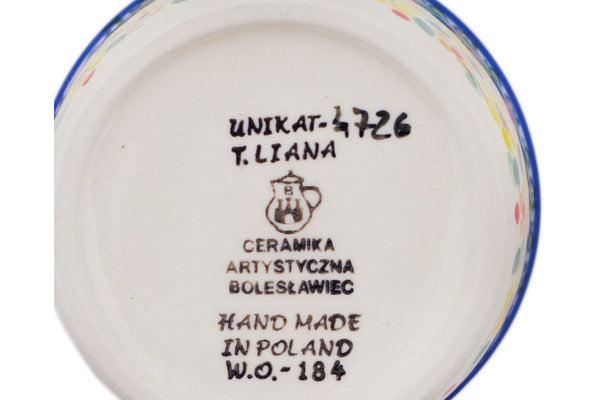 UNIKAT-4726
T.LIANA
B
CERAMIKA
ARTYSTYCZNA
BOLESŁAWIEC
HAND MADE
IN POLAND
W.O.-184